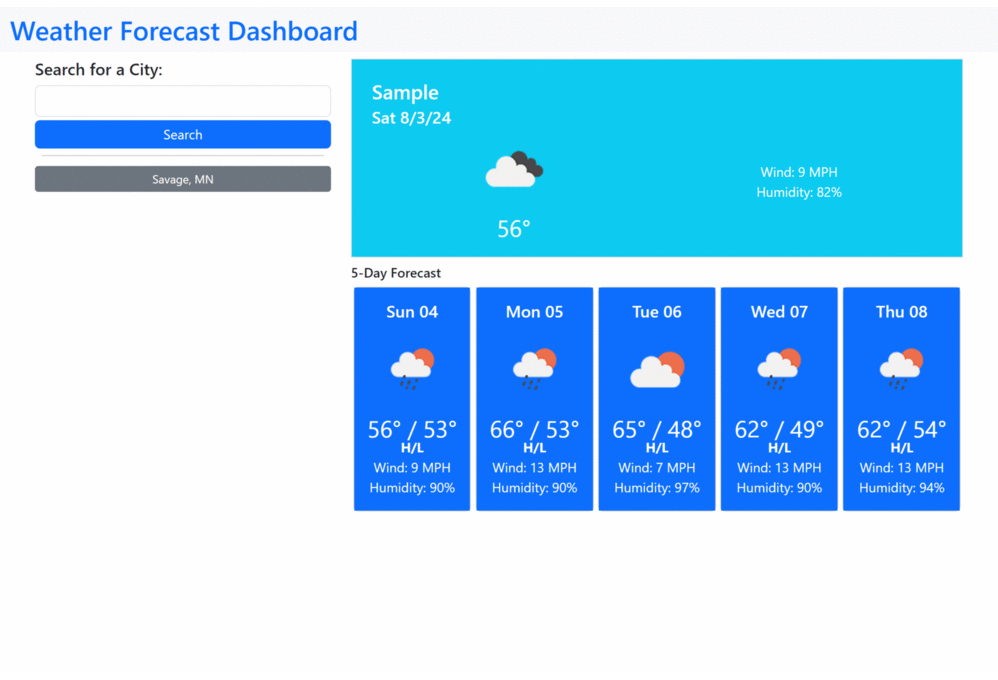 Weather Forecast Dashboard
Search for a City:
Search
Savage, MN
Sample
Sat 8/3/24
56°
Wind: 9 MPH
Humidity: 82%
5-Day Forecast
Sun 04
56° / 53°
H/L
Wind: 9 MPH
Humidity: 90%
Mon 05
66° / 53°
H/L
Wind: 13 MPH
Humidity: 90%
Tue 06
65° / 48°
H/L
Wind: 7 MPH
Humidity: 97%
Wed 07
62° / 49°
H/L
Wind: 13 MPH
Humidity: 90%
Thu 08
62° / 54°
H/L
Wind: 13 MPH
Humidity: 94%